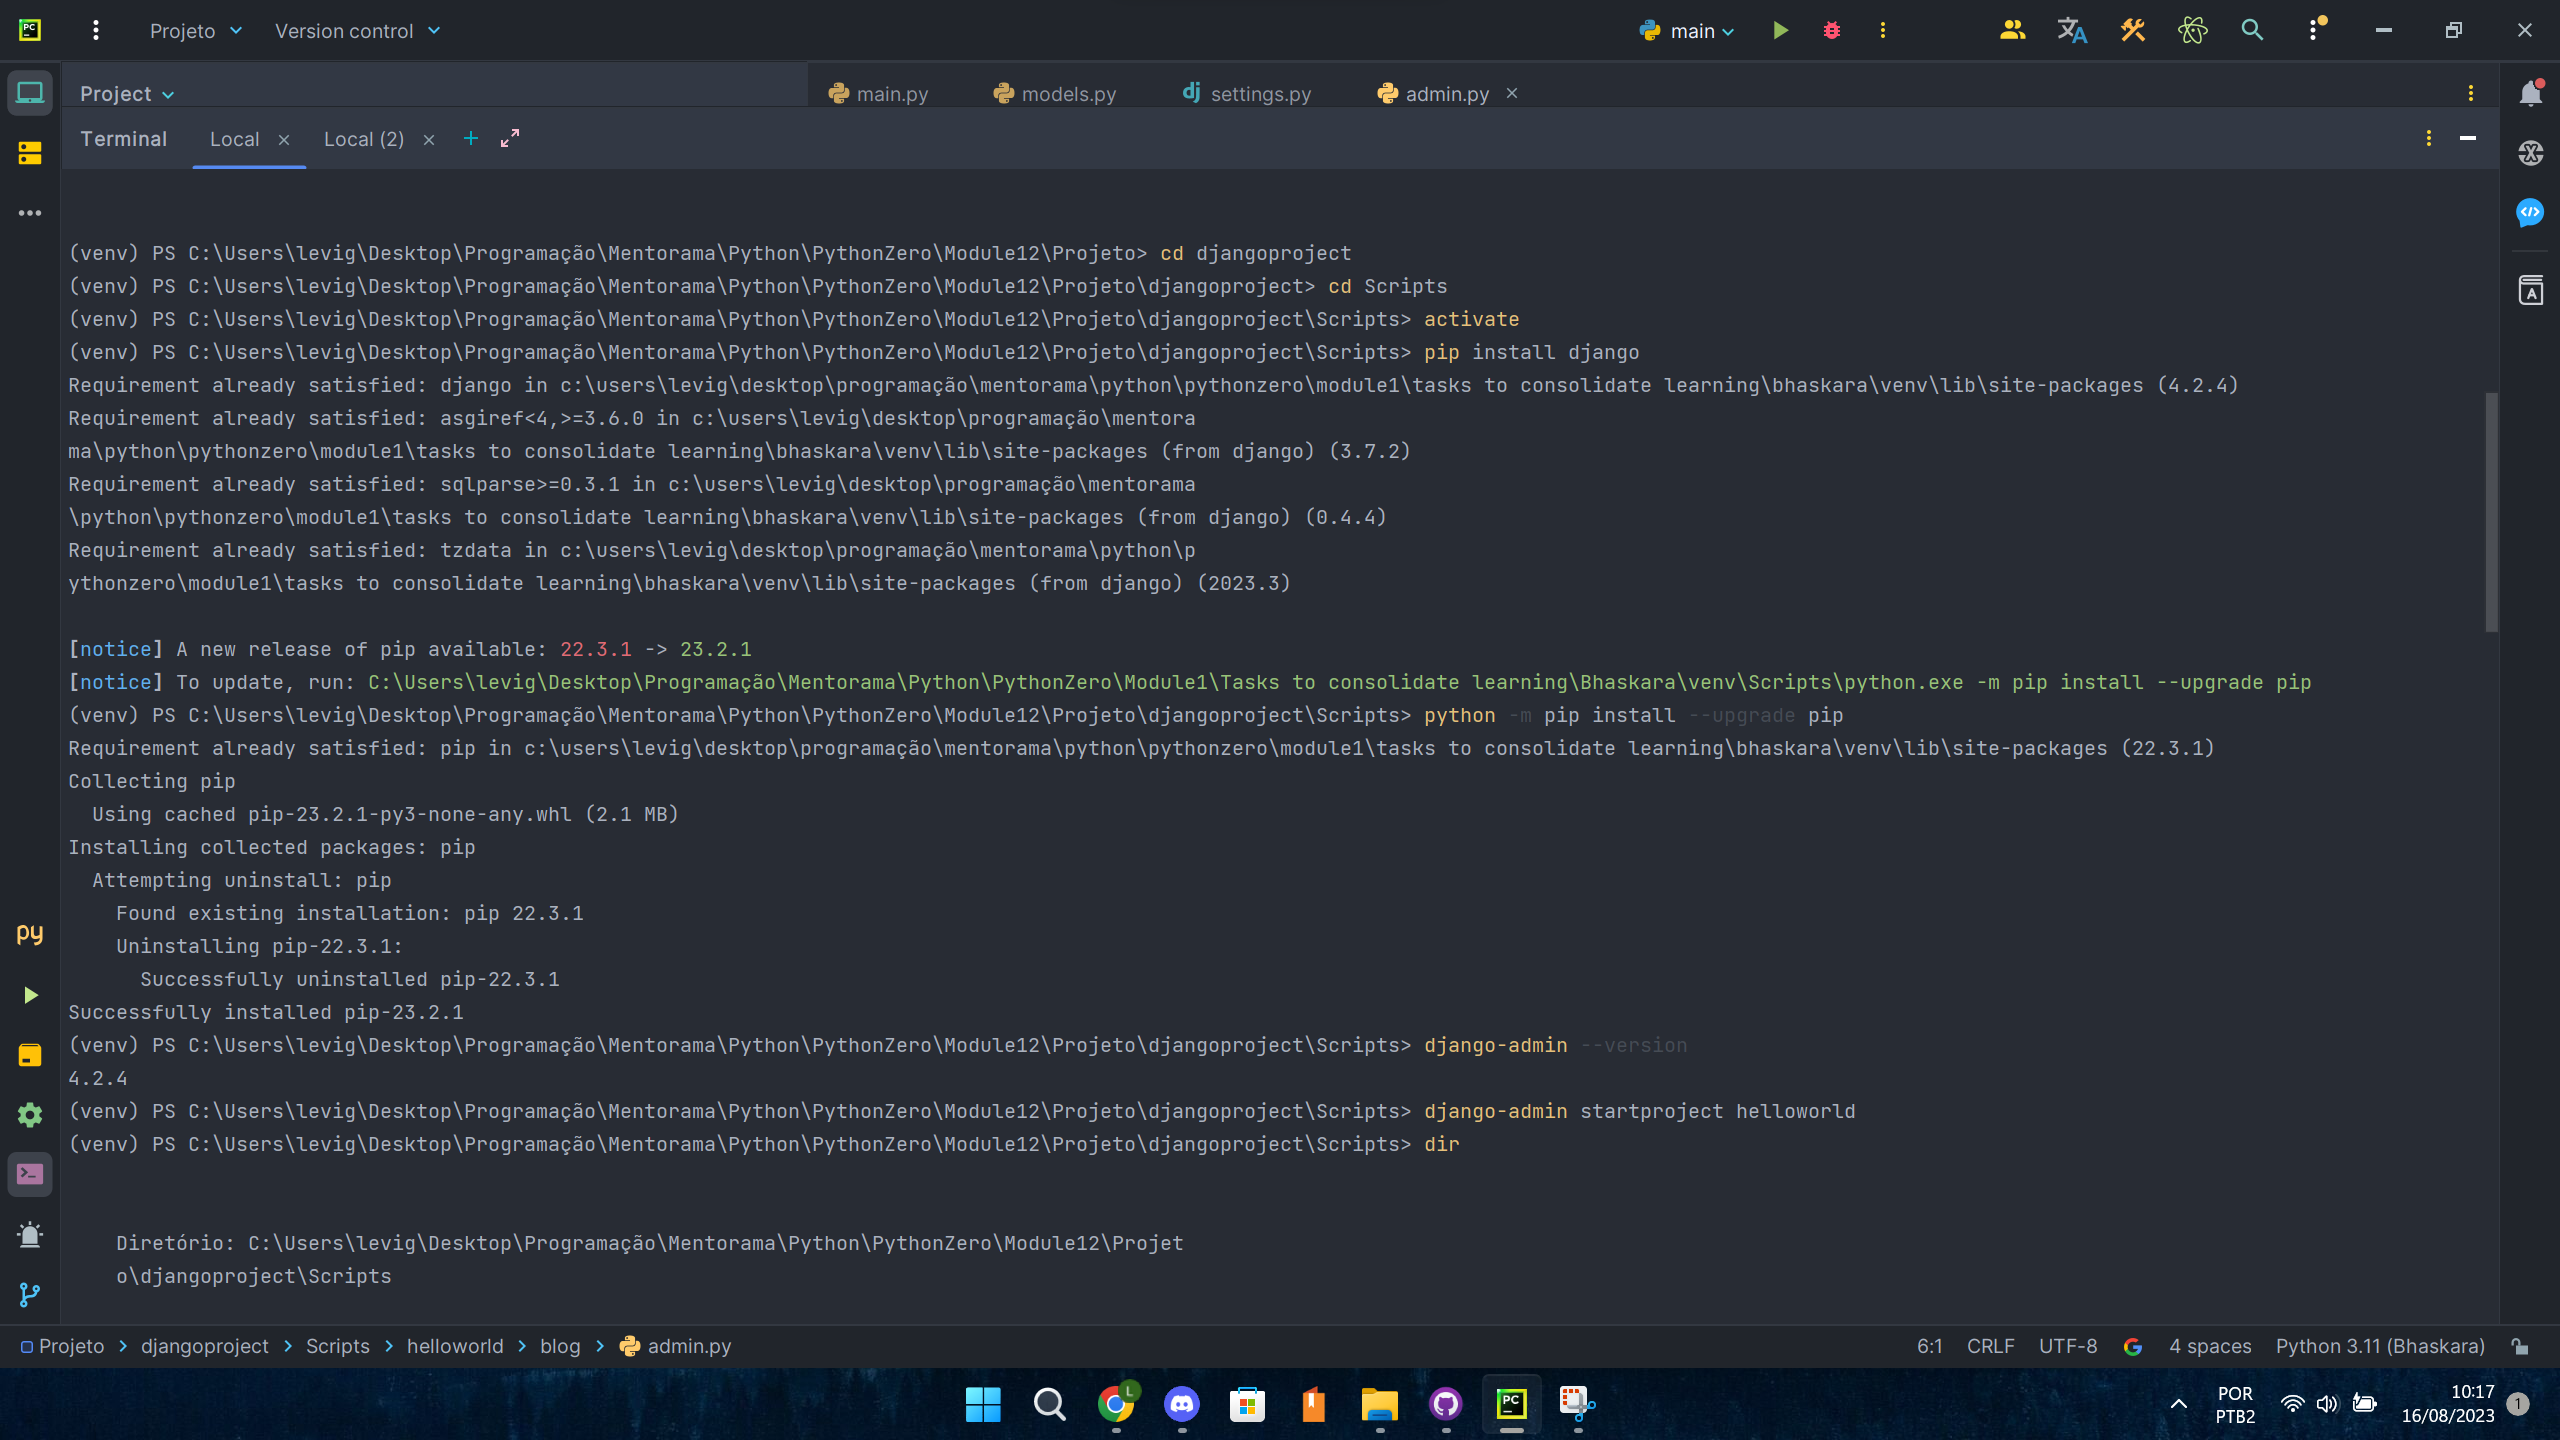 Projeto
Version control
main
Project
main.py
models.py
settings.py
admin.py
Terminal
Local
Local (2)
(venv) PS C:\Users\levig\Desktop\Programação\Mentorama\Python\PythonZero\Module12\Projeto> cd djangoproject
(venv) PS C:\Users\levig\Desktop\Programação\Mentorama\Python\PythonZero\Module12\Projeto\djangoproject> cd Scripts
(venv) PS C:\Users\levig\Desktop\Programação\Mentorama\Python\PythonZero\Module12\Projeto\djangoproject\Scripts> activate
(venv) PS C:\Users\levig\Desktop\Programação\Mentorama\Python\PythonZero\Module12\Projeto\djangoproject\Scripts> pip install django
Requirement already satisfied: django in c:\users\levig\desktop\programação\mentorama\python\pythonzero\module1\tasks to consolidate learning\bhaskara\venv\lib\site-packages (4.2.4)
Requirement already satisfied: asgiref<4,>=3.6.0 in c:\users\levig\desktop\programação\mentora
ma\python\pythonzero\module1\tasks to consolidate learning\bhaskara\venv\lib\site-packages (from django) (3.7.2)
Requirement already satisfied: sqlparse>=0.3.1 in c:\users\levig\desktop\programação\mentorama
\python\pythonzero\module1\tasks to consolidate learning\bhaskara\venv\lib\site-packages (from django) (0.4.4)
Requirement already satisfied: tzdata in c:\users\levig\desktop\programação\mentorama\python\p
ythonzero\module1\tasks to consolidate learning\bhaskara\venv\lib\site-packages (from django) (2023.3)
[notice] A new release of pip available: 22.3.1 -> 23.2.1
[notice] To update, run: C:\Users\levig\Desktop\Programação\Mentorama\Python\PythonZero\Module1\Tasks to consolidate learning\Bhaskara\venv\Scripts\python.exe -m pip install --upgrade pip
(venv) PS C:\Users\levig\Desktop\Programação\Mentorama\Python\PythonZero\Module12\Projeto\djangoproject\Scripts> python -m pip install --upgrade pip
Requirement already satisfied: pip in c:\users\levig\desktop\programação\mentorama\python\pythonzero\module1\tasks to consolidate learning\bhaskara\venv\lib\site-packages (22.3.1)
Collecting pip
  Using cached pip-23.2.1-py3-none-any.whl (2.1 MB)
Installing collected packages: pip
  Attempting uninstall: pip
    Found existing installation: pip 22.3.1
    Uninstalling pip-22.3.1:
      Successfully uninstalled pip-22.3.1
Successfully installed pip-23.2.1
(venv) PS C:\Users\levig\Desktop\Programação\Mentorama\Python\PythonZero\Module12\Projeto\djangoproject\Scripts> django-admin --version
4.2.4
(venv) PS C:\Users\levig\Desktop\Programação\Mentorama\Python\PythonZero\Module12\Projeto\djangoproject\Scripts> django-admin startproject helloworld
(venv) PS C:\Users\levig\Desktop\Programação\Mentorama\Python\PythonZero\Module12\Projeto\djangoproject\Scripts> dir
    Diretório: C:\Users\levig\Desktop\Programação\Mentorama\Python\PythonZero\Module12\Projet
    o\djangoproject\Scripts
Projeto > djangoproject > Scripts > helloworld > blog > admin.py
6:1 CRLF UTF-8 4 spaces Python 3.11 (Bhaskara)
POR
PTB2
10:17
16/08/2023
1